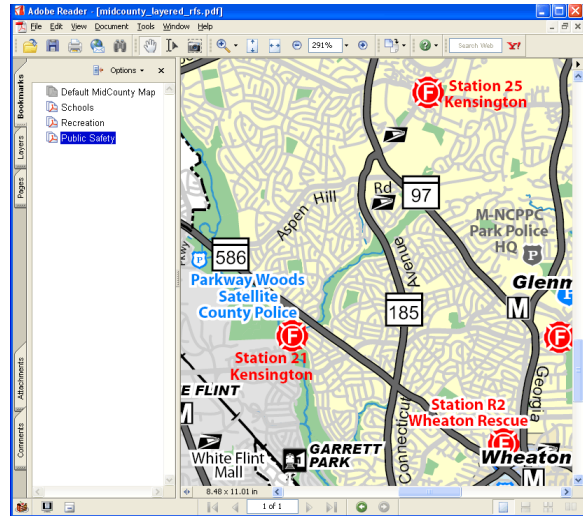 Adobe Reader - [midcounty_layered_rfs.pdf]
File Edit View Document Tools Window Help
291%
Search Web Y!
Options
Bookmarks
Layers
Pages
Attachments
Comments
Default MidCounty Map
Schools
Recreation
Public Safety
F
Station 25
Kensington
Aspen Hill Rd
97
M-NCPPC
Park Police
HQ
P
586
Pkwy
P
Parkway Woods
Satellite
County Police
Glenm
M
185
Avenue
F
F
Station 21
Kensington
Georgia
E FLINT
M
Connecticut
Station R2
Wheaton Rescue
F
Wheaton
M
White Flint
Mall
GARRETT
PARK
8.48 x 11.01 in
1 of 1